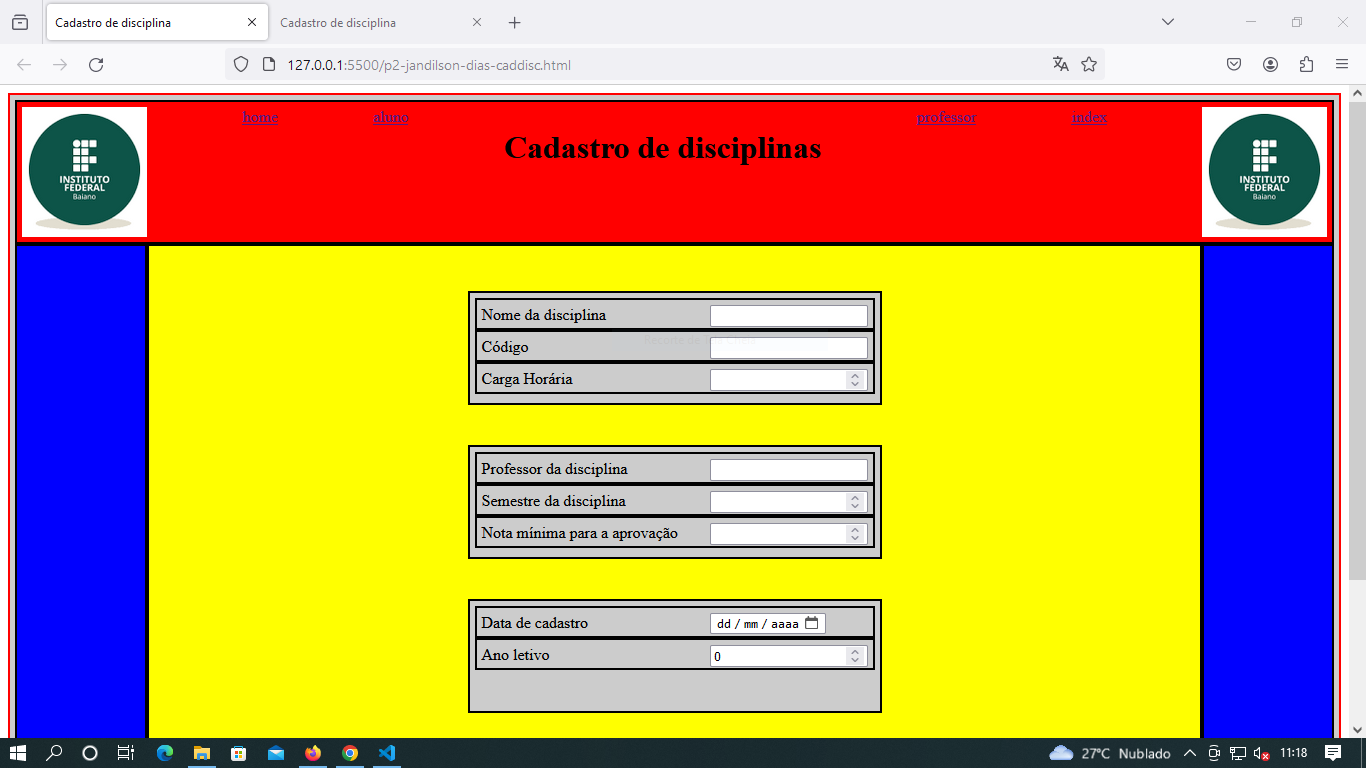 Cadastro de disciplina
Cadastro de disciplina
127.0.0.1:5500/p2-jandilson-dias-caddisc.html
home aluno professor index
Cadastro de disciplinas
INSTITUTO
FEDERAL
Baiano
INSTITUTO
FEDERAL
Baiano
Nome da disciplina
Código
Carga Horária
Professor da disciplina
Semestre da disciplina
Nota mínima para a aprovação
Data de cadastro dd / mm / aaaa
Ano letivo 0
27°C Nublado 11:18